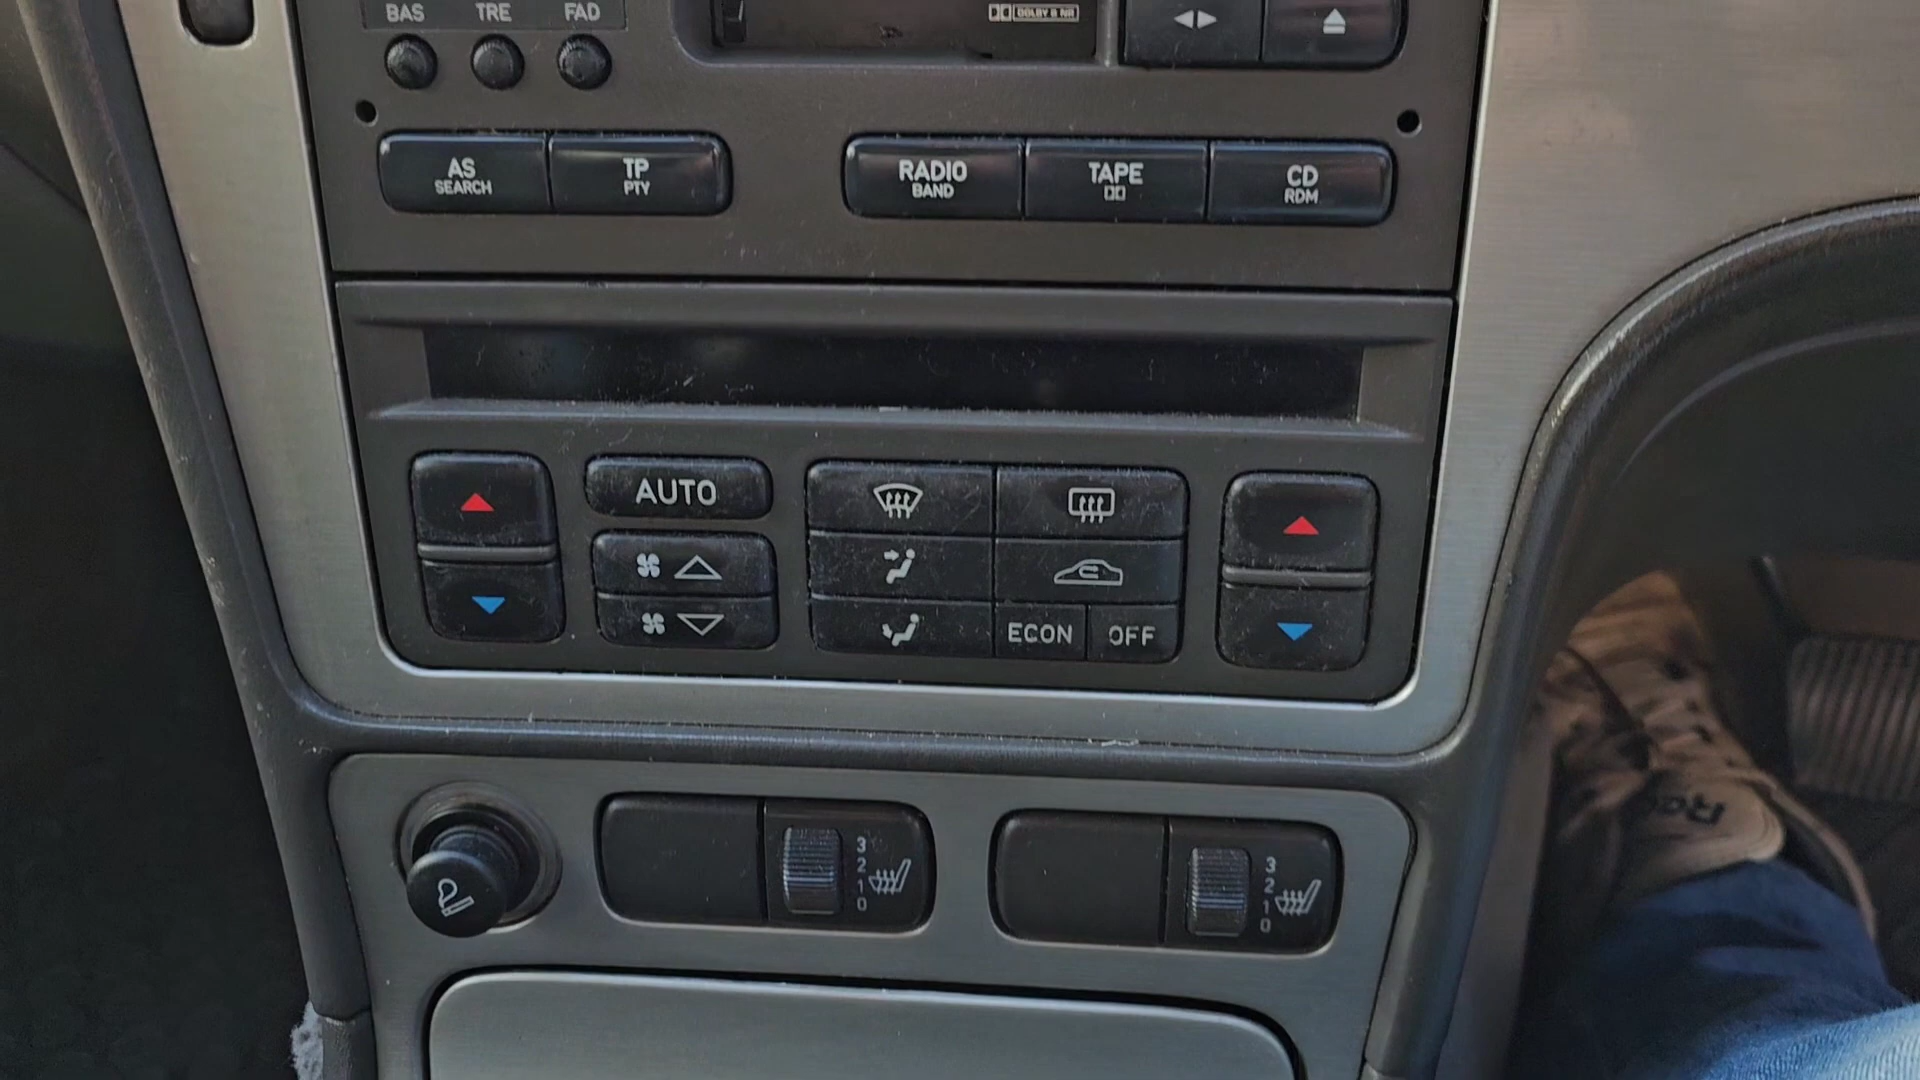 BAS TRE FAD
DOLBY B NR
AS
SEARCH
TP
PTY
RADIO
BAND
TAPE
CD
RDM
AUTO
ECON
OFF
3
2
1
0
3
2
1
0